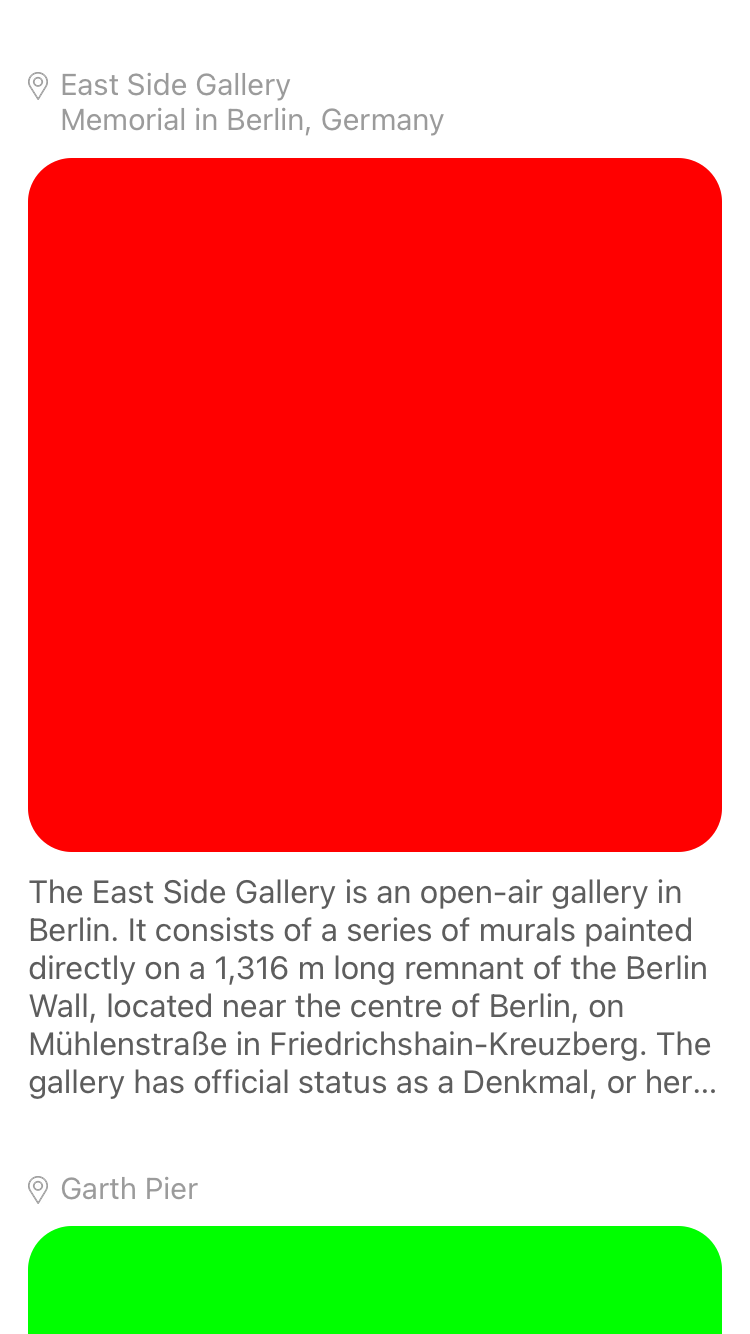 East Side Gallery
Memorial in Berlin, Germany
The East Side Gallery is an open-air gallery in
Berlin. It consists of a series of murals painted
directly on a 1,316 m long remnant of the Berlin
Wall, located near the centre of Berlin, on
Mühlenstraße in Friedrichshain-Kreuzberg. The
gallery has official status as a Denkmal, or her...
Garth Pier